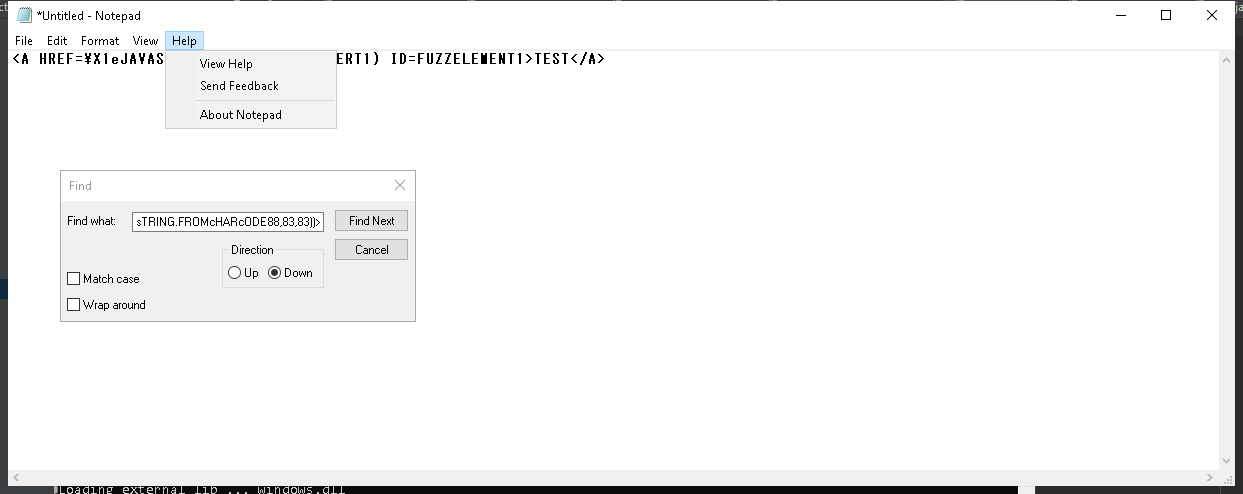 *Untitled - Notepad
File Edit Format View Help
<A HREF=¥X1eJAVAS ERT1) ID=FUZZELEMENT1>TEST</A>
View Help
Send Feedback
About Notepad
Find
Find what: sTRING.FROMcHARcODE88,83,83))> Find Next
Direction Cancel
Up Down
Match case
Wrap around
Loading external lib ... windows.dll